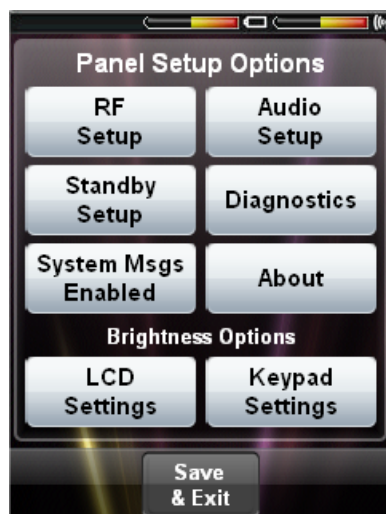 Panel Setup Options
RF
Setup
Audio
Setup
Standby
Setup
Diagnostics
System Msgs
Enabled
About
Brightness Options
LCD
Settings
Keypad
Settings
Save
& Exit